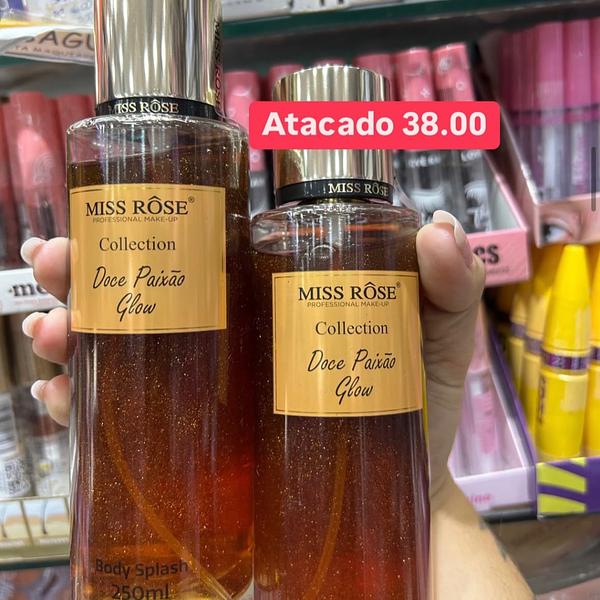 MISS RÔSE
MISS RÔSE®
PROFESSIONAL MAKE-UP
Collection
Doce Paixão
Glow
Body Splash
250ml
Atacado 38.00
MISS RÔSE
MISS RÔSE®
PROFESSIONAL MAKE-UP
Collection
Doce Paixão
Glow